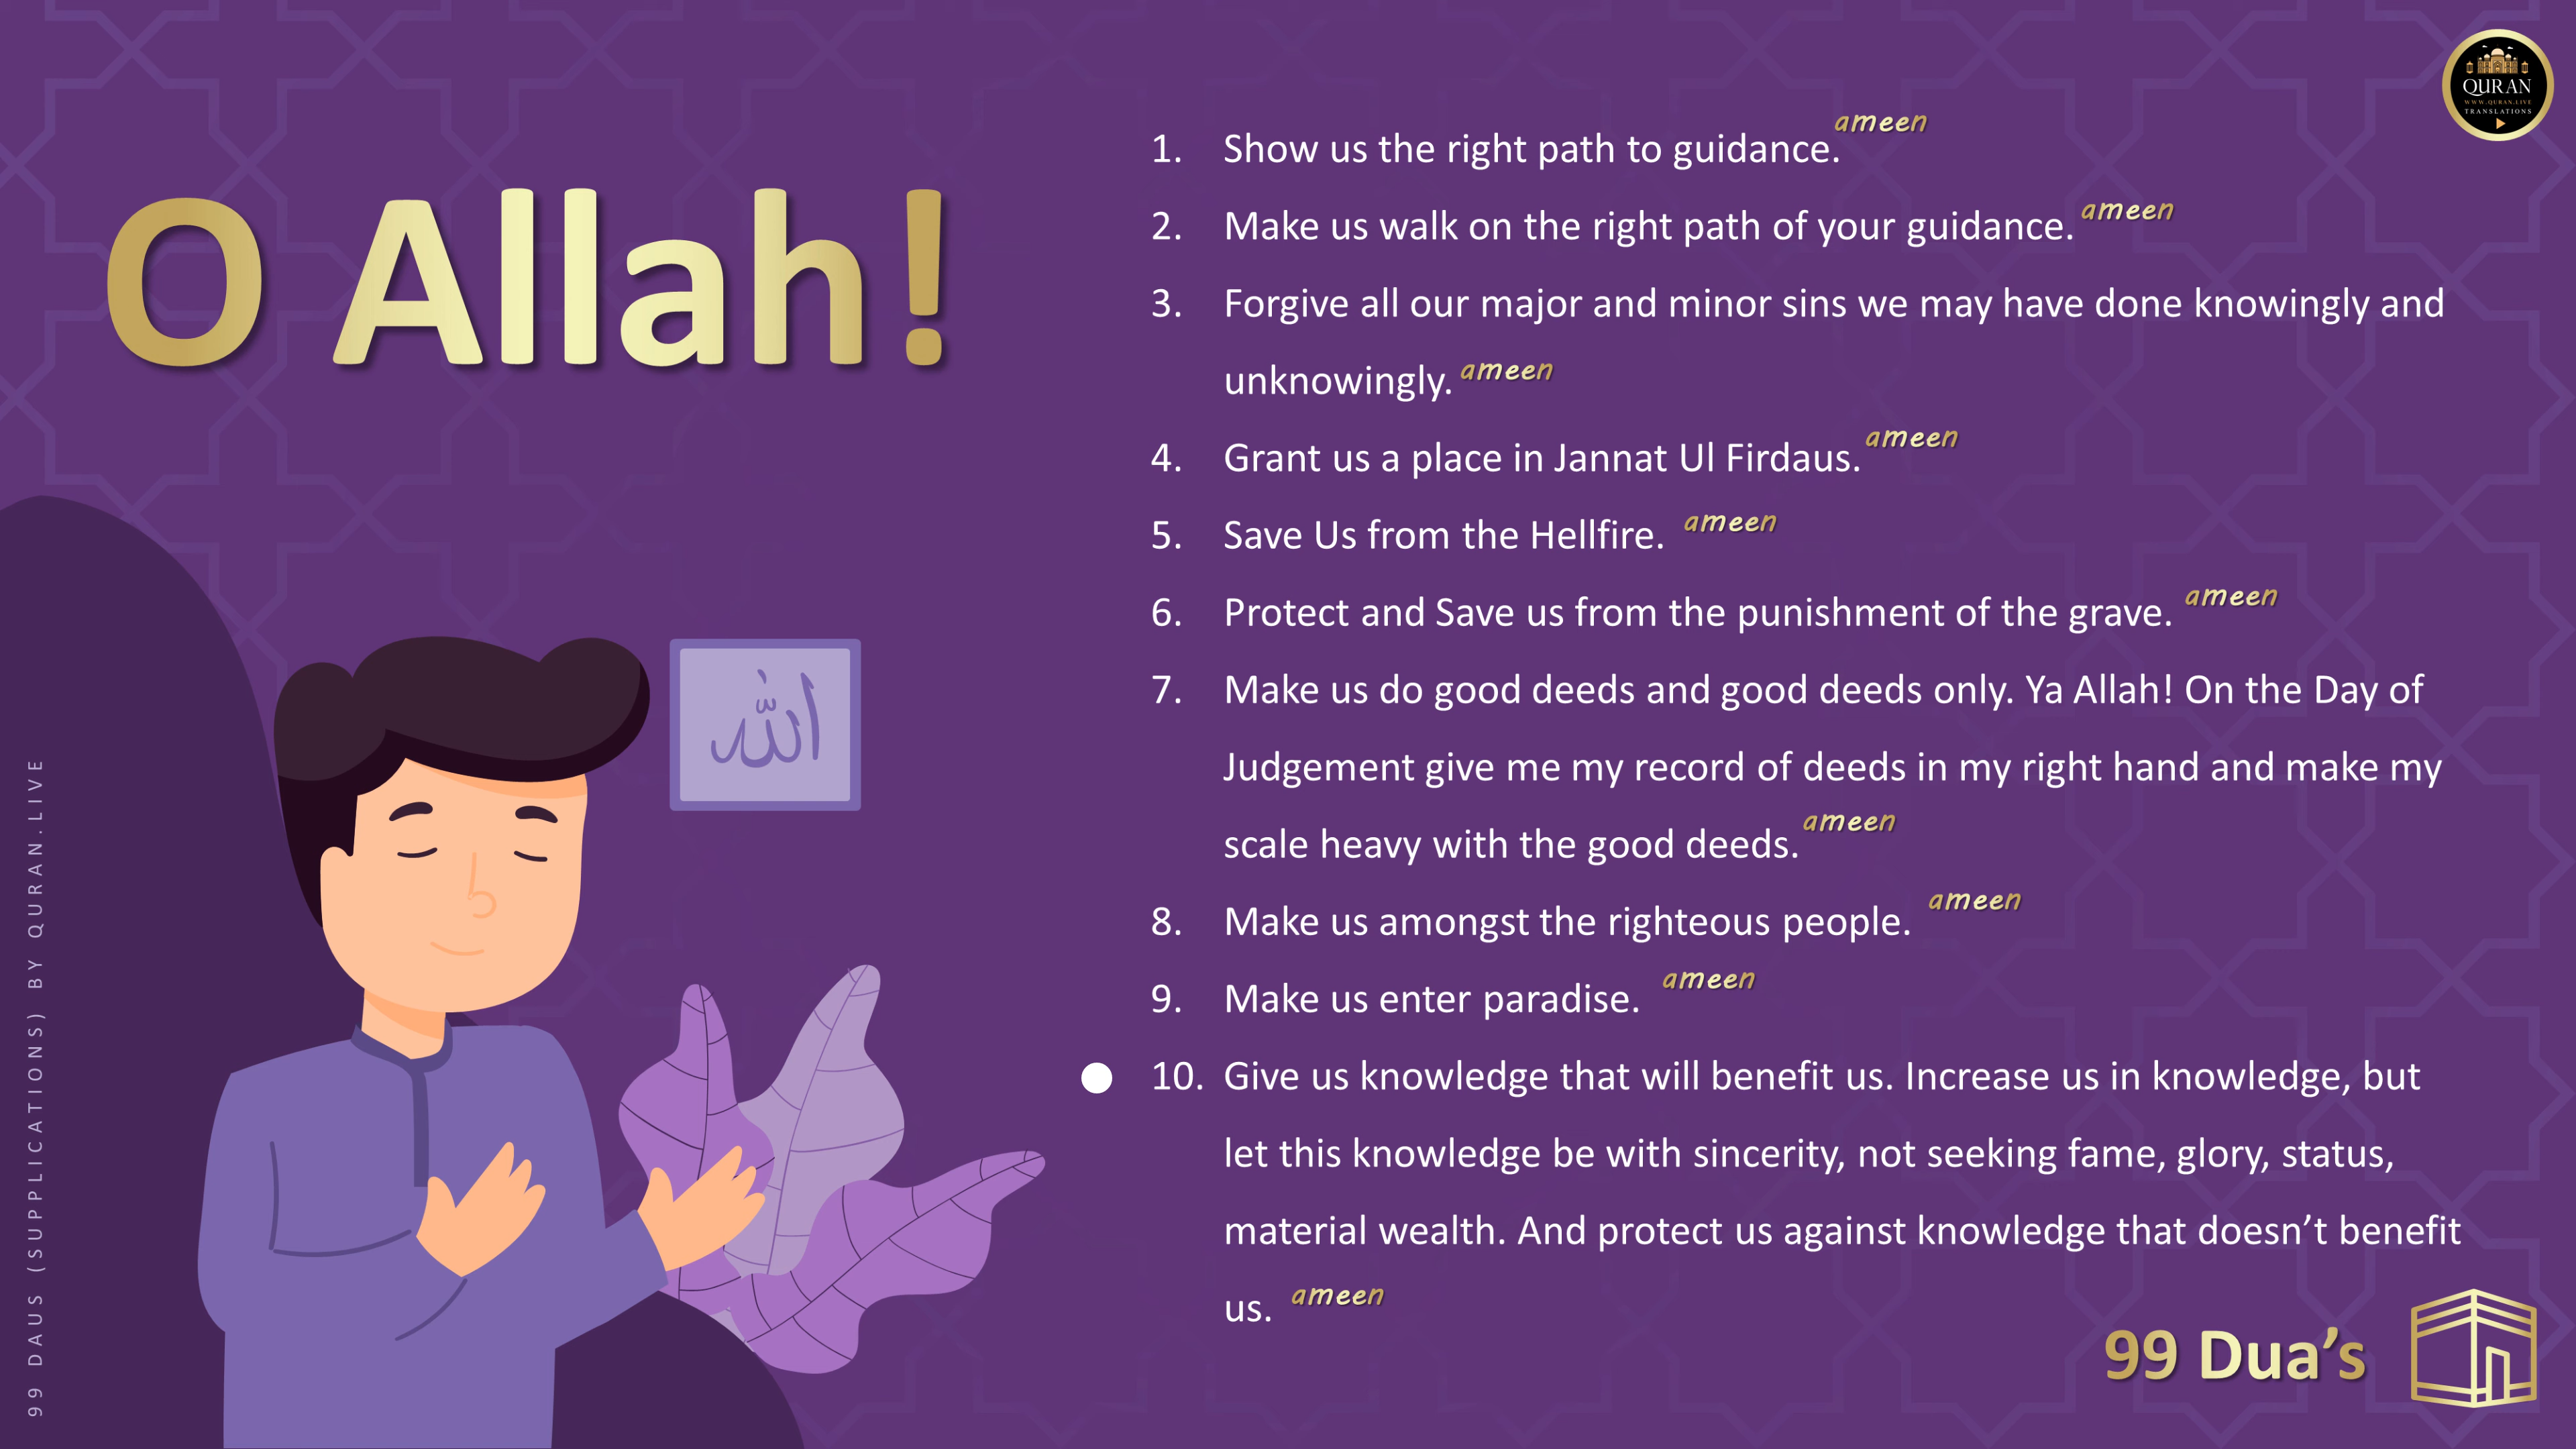 QURAN
WWW.QURAN.LIVE
TRANSLATIONS
O Allah!
الله
1. Show us the right path to guidance. ameen
2. Make us walk on the right path of your guidance. ameen
3. Forgive all our major and minor sins we may have done knowingly and
unknowingly. ameen
4. Grant us a place in Jannat Ul Firdaus. ameen
5. Save Us from the Hellfire. ameen
6. Protect and Save us from the punishment of the grave. ameen
7. Make us do good deeds and good deeds only. Ya Allah! On the Day of
Judgement give me my record of deeds in my right hand and make my
scale heavy with the good deeds. ameen
8. Make us amongst the righteous people. ameen
9. Make us enter paradise. ameen
10. Give us knowledge that will benefit us. Increase us in knowledge, but
let this knowledge be with sincerity, not seeking fame, glory, status,
material wealth. And protect us against knowledge that doesn’t benefit
us. ameen
99 Dua’s
99 DAUS (SUPPLICATIONS) BY QURAN.LIVE